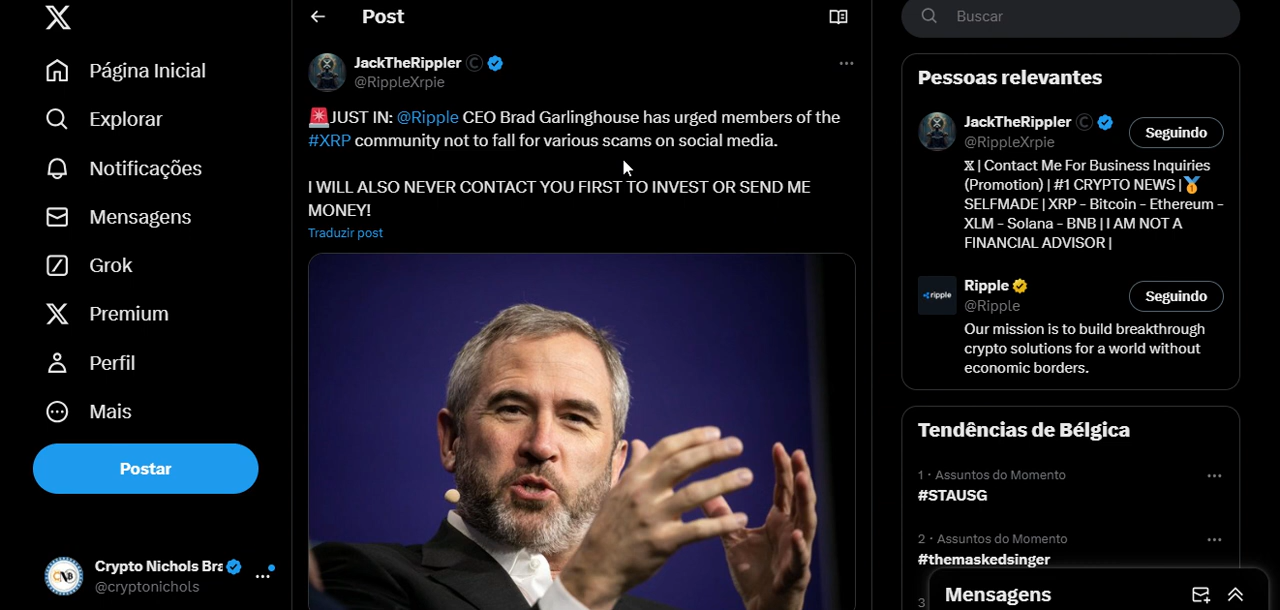 Página Inicial
Explorar
Notificações
Mensagens
Grok
Premium
Perfil
Mais
Postar
Crypto Nichols Bra
@cryptonichols
Post
JackTheRippler ©
@RippleXrpie
🚨JUST IN: @Ripple CEO Brad Garlinghouse has urged members of the
#XRP community not to fall for various scams on social media.
I WILL ALSO NEVER CONTACT YOU FIRST TO INVEST OR SEND ME
MONEY!
Traduzir post
Buscar
Pessoas relevantes
JackTheRippler ©
@RippleXrpie
Seguindo
𝕏 | Contact Me For Business Inquiries
(Promotion) | #1 CRYPTO NEWS |🥇
SELFMADE | XRP - Bitcoin - Ethereum -
XLM - Solana - BNB | I AM NOT A
FINANCIAL ADVISOR |
ripple
Ripple
@Ripple
Seguindo
Our mission is to build breakthrough
crypto solutions for a world without
economic borders.
Tendências de Bélgica
1 · Assuntos do Momento
#STAUSG
2 · Assuntos do Momento
#themaskedsinger
3
Mensagens